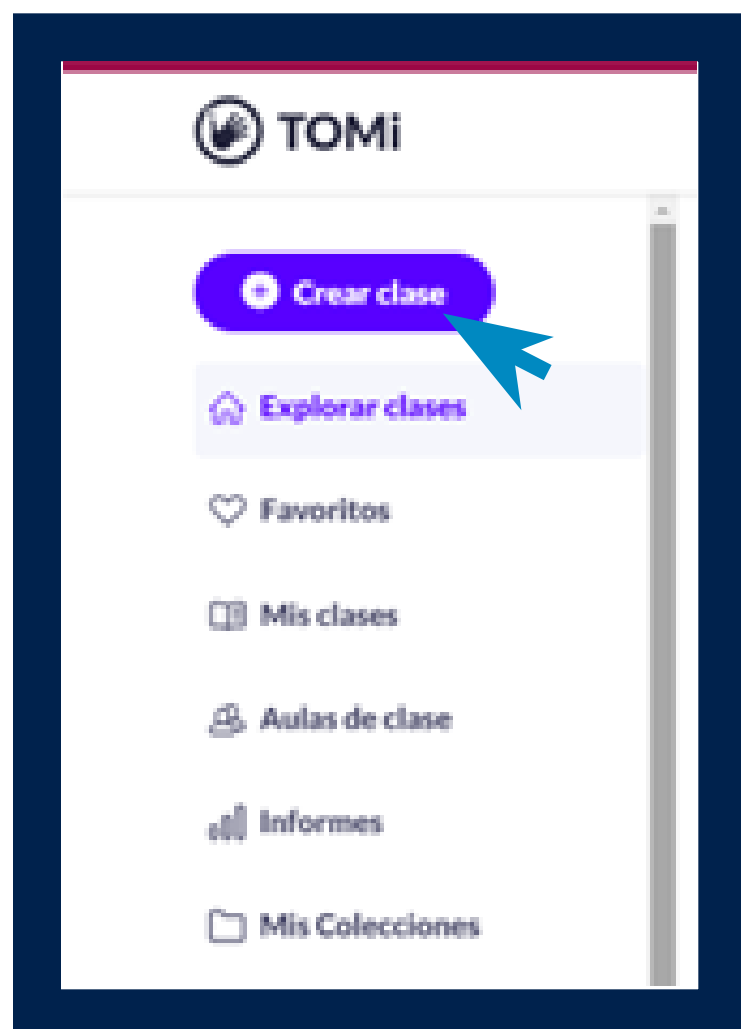 TOMi
Crear clase
Explorar clases
Favoritos
Mis clases
Aulas de clase
Informes
Mis Colecciones